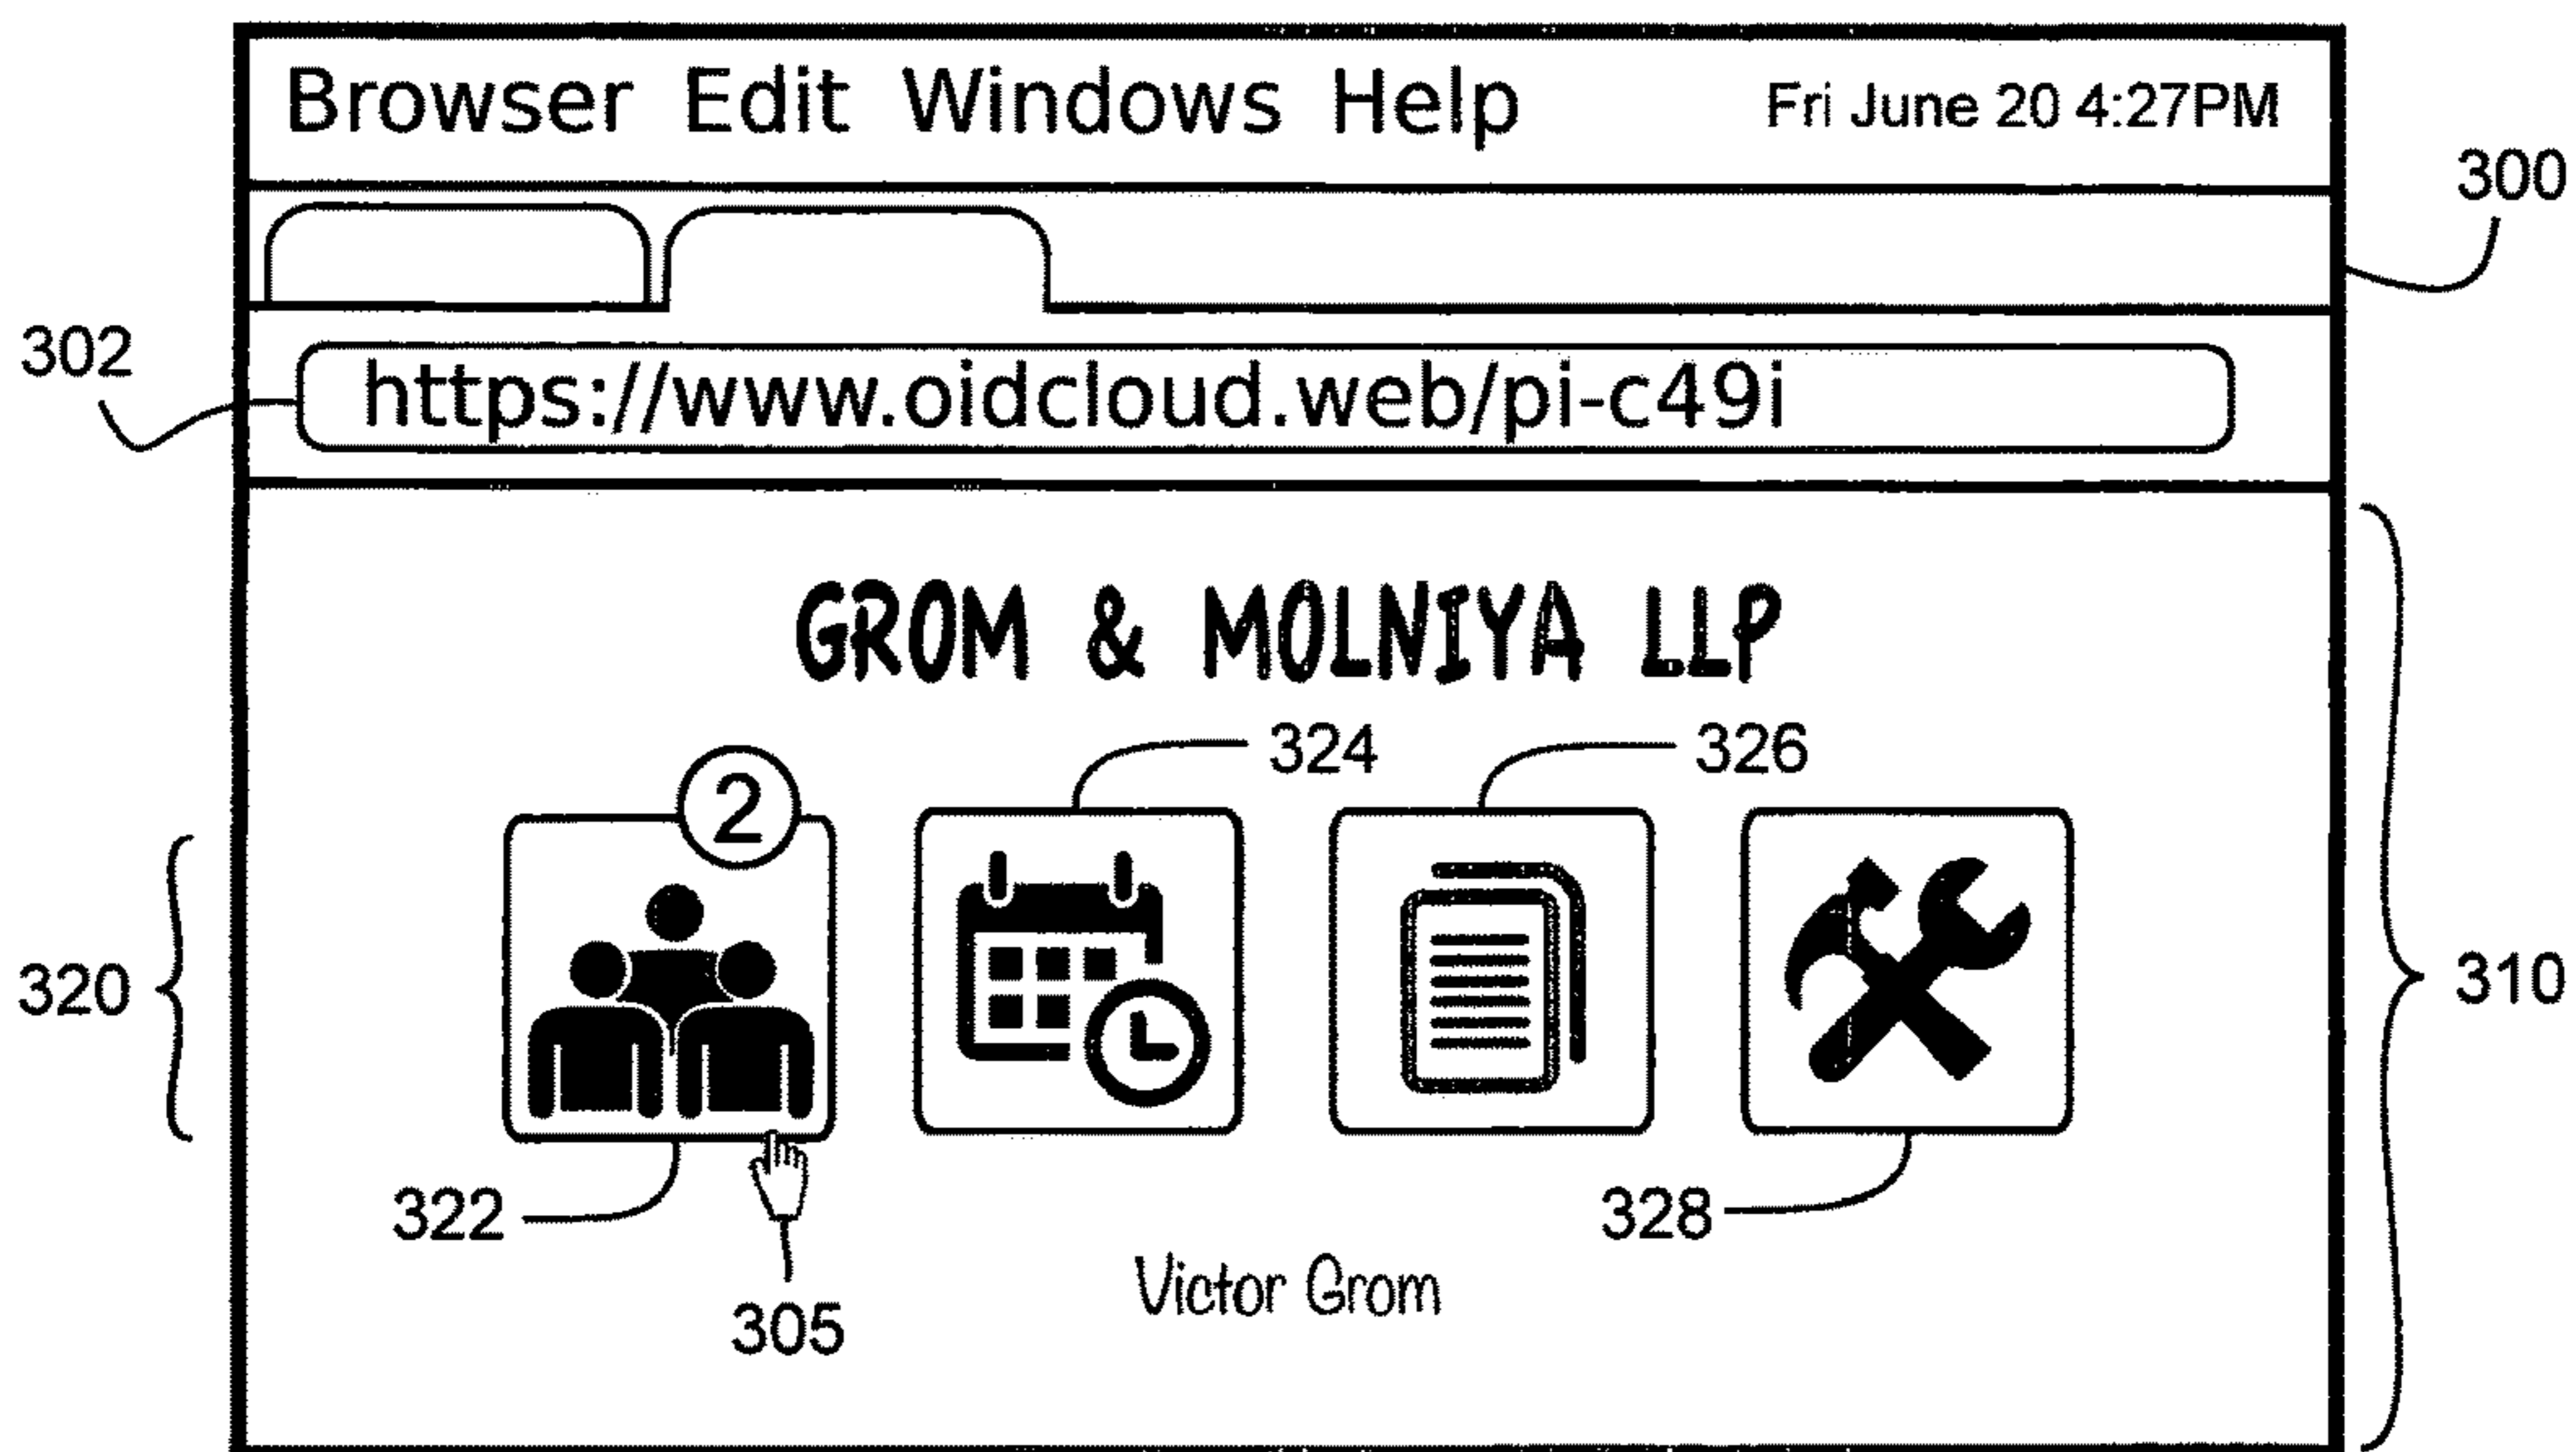 Browser Edit Windows Help Fri June 20 4:27PM
300
302
https://www.oidcloud.web/pi-c49i
GROM & MOLNIYA LLP
324 326
2
320 310
322 328
305
Victor Grom